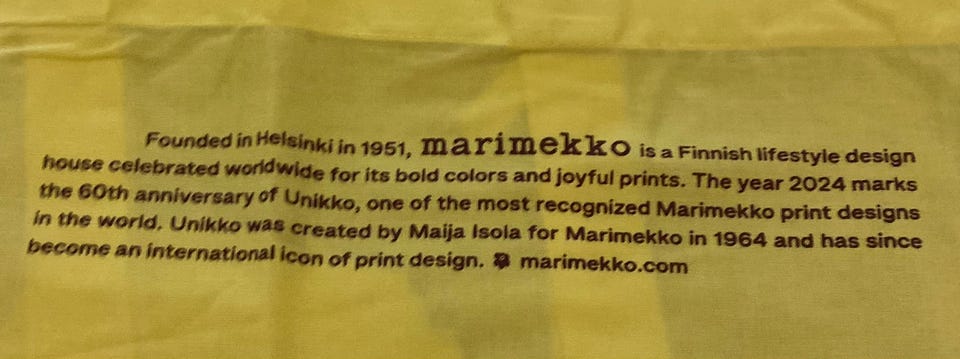 Founded in Helsinki in 1951, marimekko is a Finnish lifestyle design
house celebrated worldwide for its bold colors and joyful prints. The year 2024 marks
the 60th anniversary of Unikko, one of the most recognized Marimekko print designs
in the world. Unikko was created by Maija Isola for Marimekko in 1964 and has since
become an international icon of print design. marimekko.com